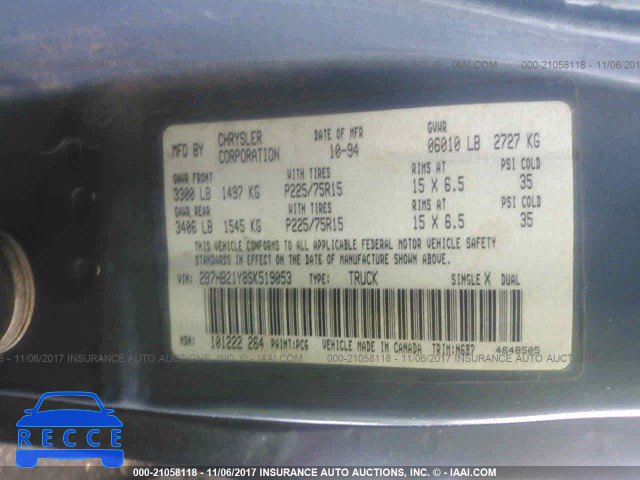 000-21058118 - 11/06/2017 INSURANCE AUTO AUCTIONS, INC. - © IAAI.COM
000-21058118 - 11/06/2017
MFD BY CHRYSLER CORPORATION DATE OF MFR 10-94 GVWR 06010 LB 2727 KG
GAWR FRONT WITH TIRES RIMS AT PSI COLD
3300 LB 1497 KG P225/75R15 15 X 6.5 35
GAWR REAR WITH TIRES RIMS AT PSI COLD
3406 LB 1545 KG P225/75R15 15 X 6.5 35
THIS VEHICLE CONFORMS TO ALL APPLICABLE FEDERAL MOTOR VEHICLE SAFETY
STANDARDS IN EFFECT ON THE DATE OF MANUFACTURE SHOWN ABOVE.
VIN: 2B7HB21Y8SK519053 TYPE: TRUCK SINGLE X DUAL
MDH: 101222 264 PAINT:PC6 VEHICLE MADE IN CANADA TRIM:M6B7 4648505
11/06/2017 INSURANCE AUTO AUCTIONS, INC. - © IAAI.COM
000-21058118 - 11/06/2017 INSURANCE AUTO
RECCE
000-21058118 - 11/06/2017 INSURANCE AUTO AUCTIONS, INC. - © IAAI.COM